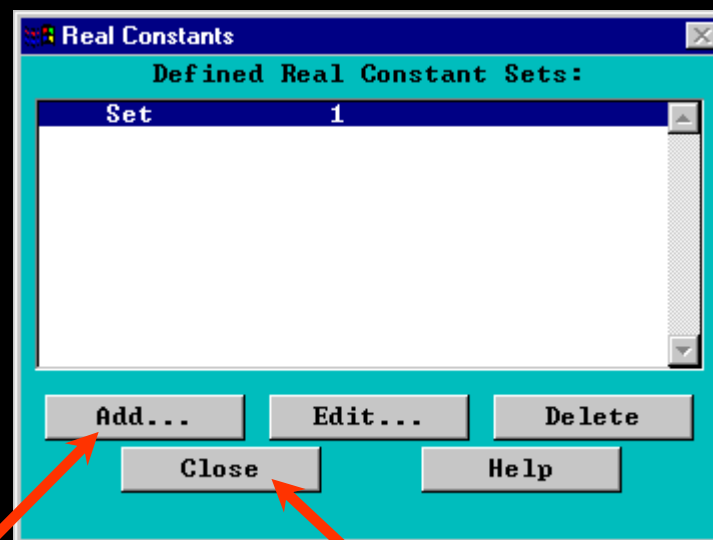 Real Constants
Defined Real Constant Sets:
Set 1
Add... Edit... Delete
Close Help